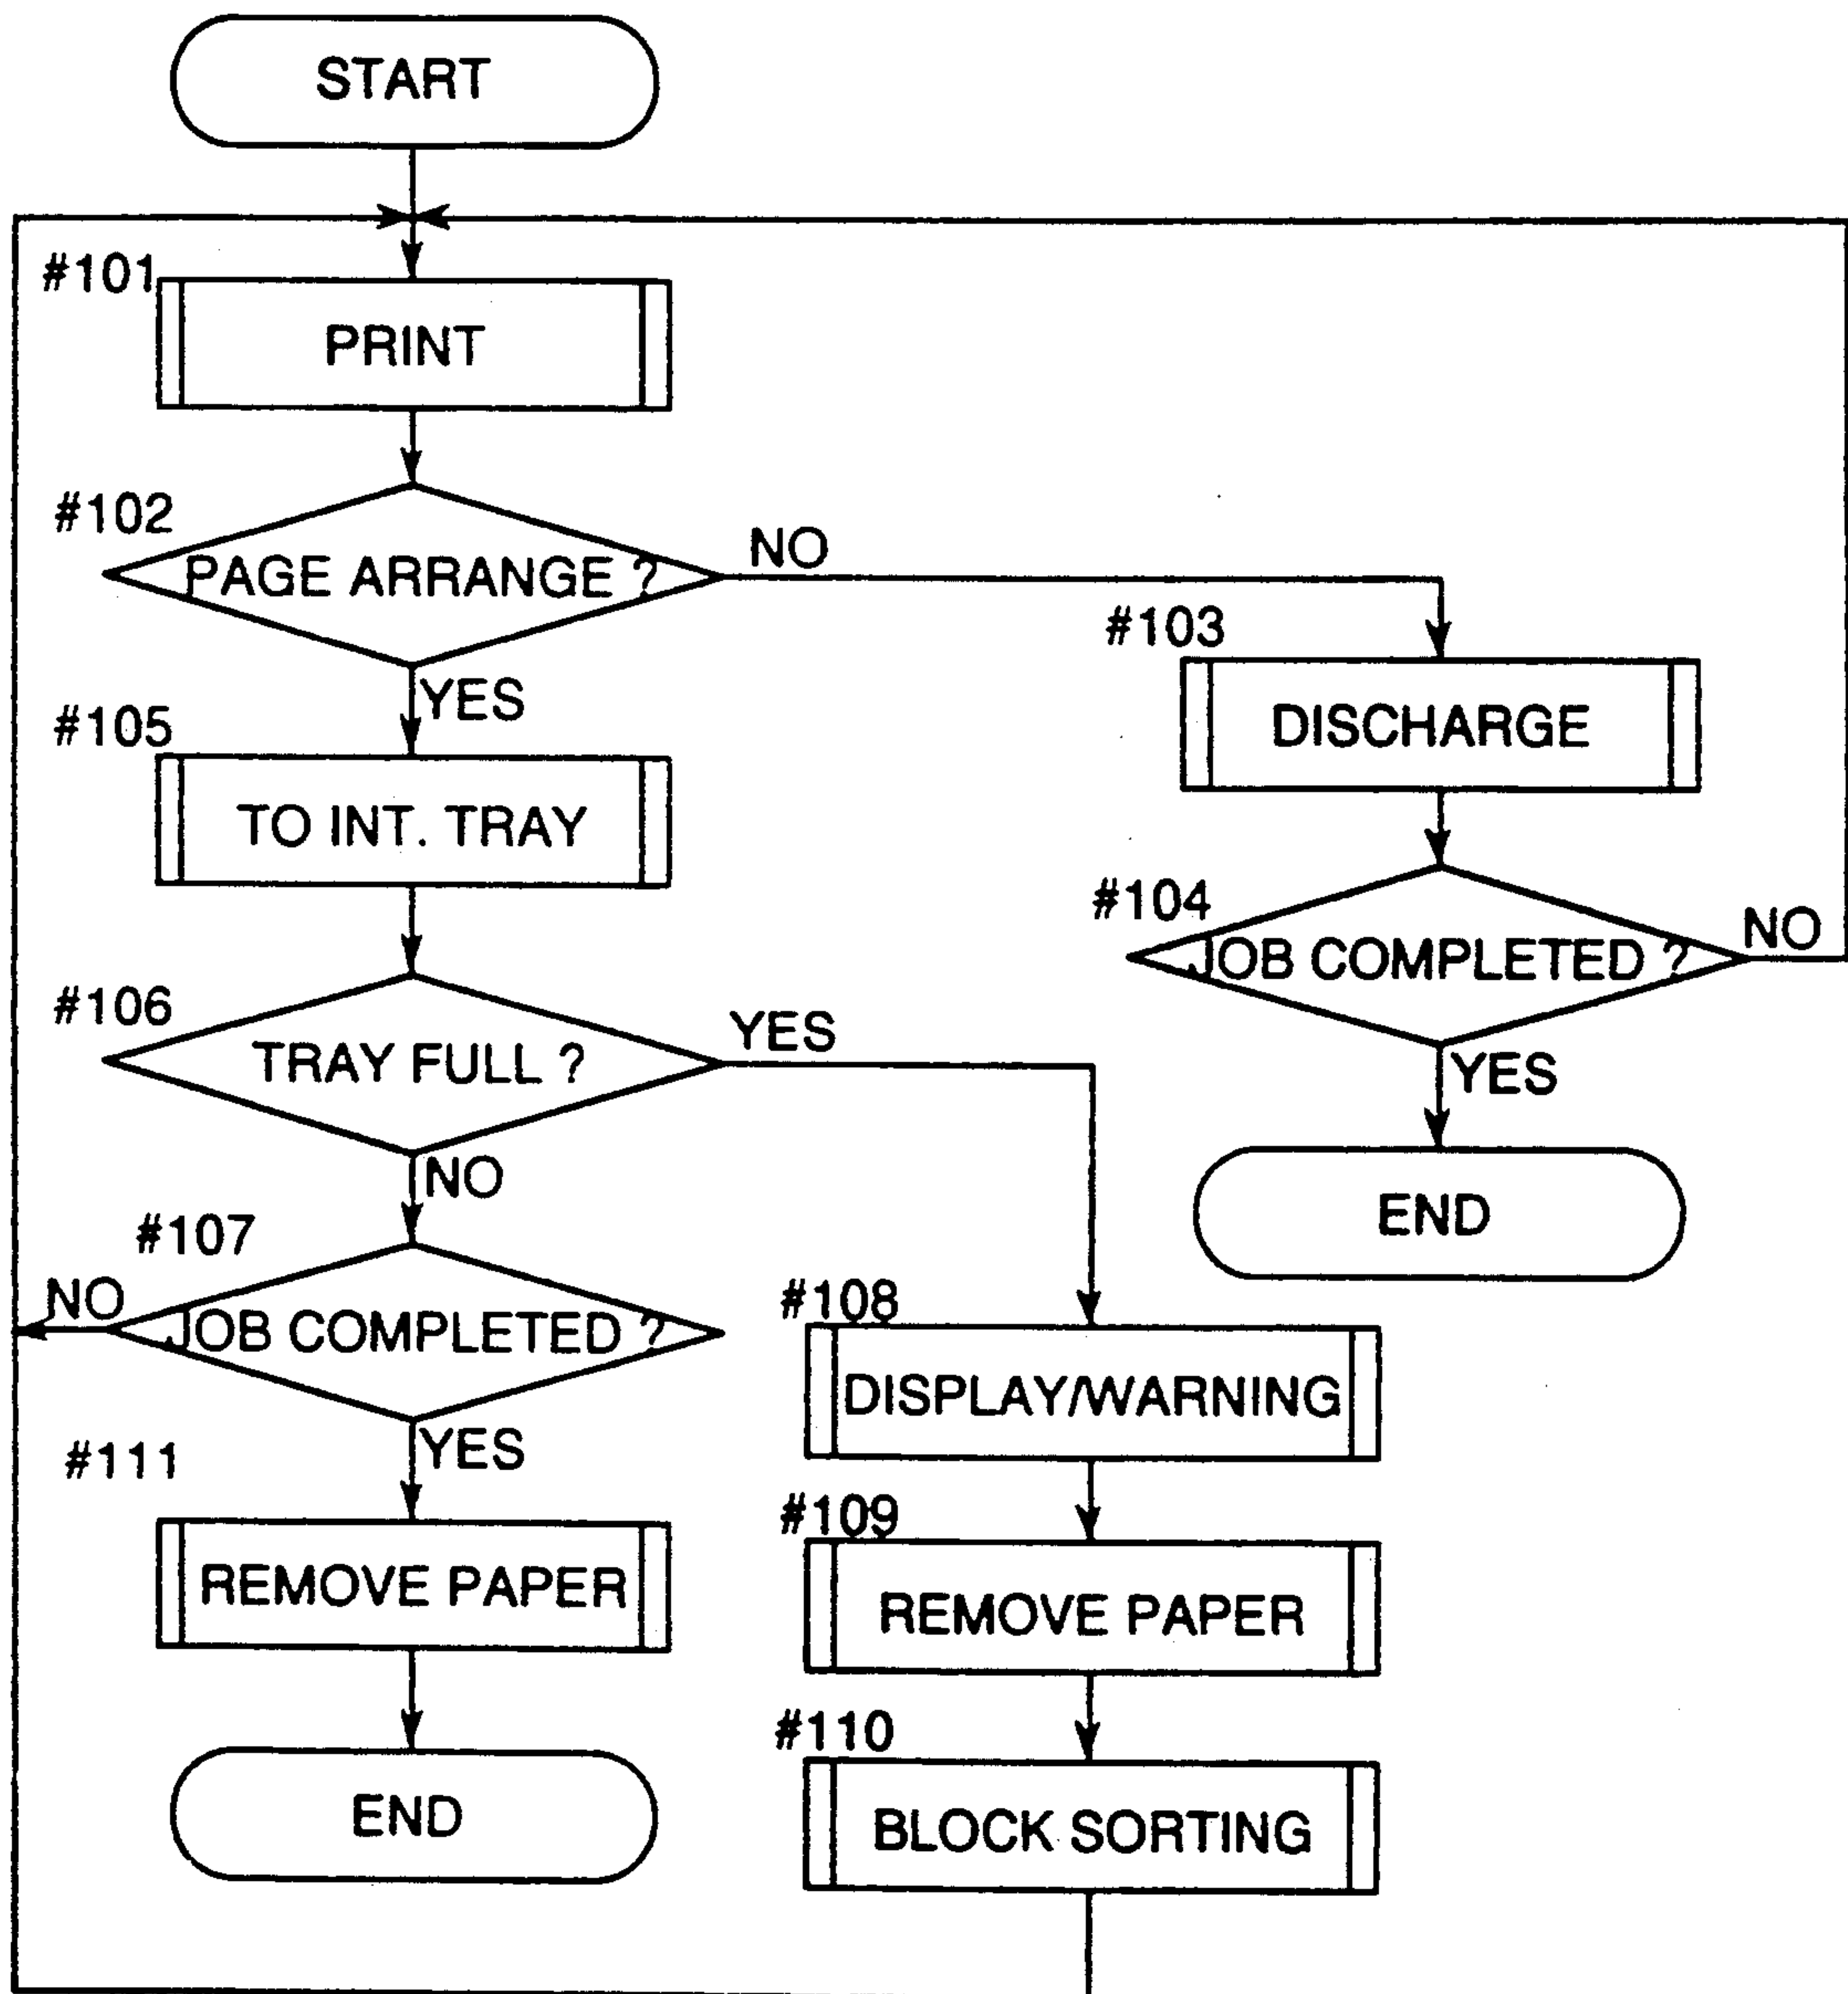 START
#101
PRINT
#102
PAGE ARRANGE ?
NO
YES
#103
DISCHARGE
#104
JOB COMPLETED ?
NO
YES
END
#105
TO INT. TRAY
#106
TRAY FULL ?
YES
NO
#107
JOB COMPLETED ?
NO
YES
#108
DISPLAY/WARNING
#109
REMOVE PAPER
#110
BLOCK SORTING
#111
REMOVE PAPER
END